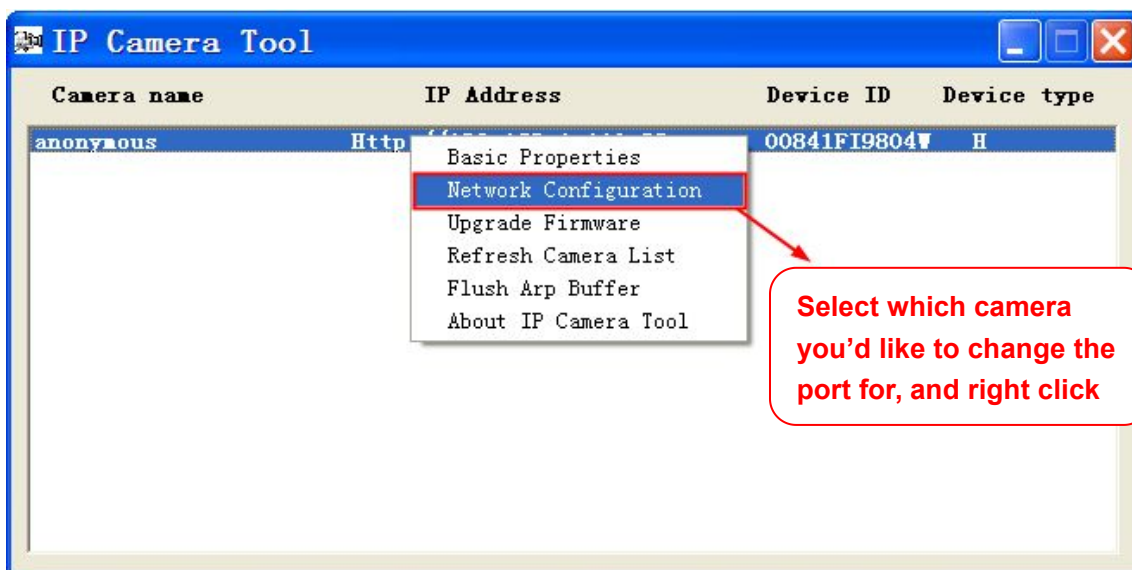 IP Camera Tool
Camera name IP Address Device ID Device type
anonymous Http 00841FI9804W H
Basic Properties
Network Configuration
Upgrade Firmware
Refresh Camera List
Flush Arp Buffer
About IP Camera Tool
Select which camera
you’d like to change the
port for, and right click